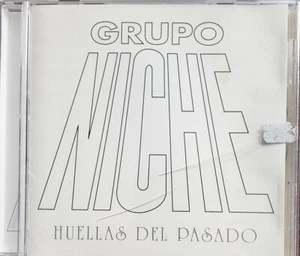 GRUPO
NICHE
HUELLAS DEL PASADO